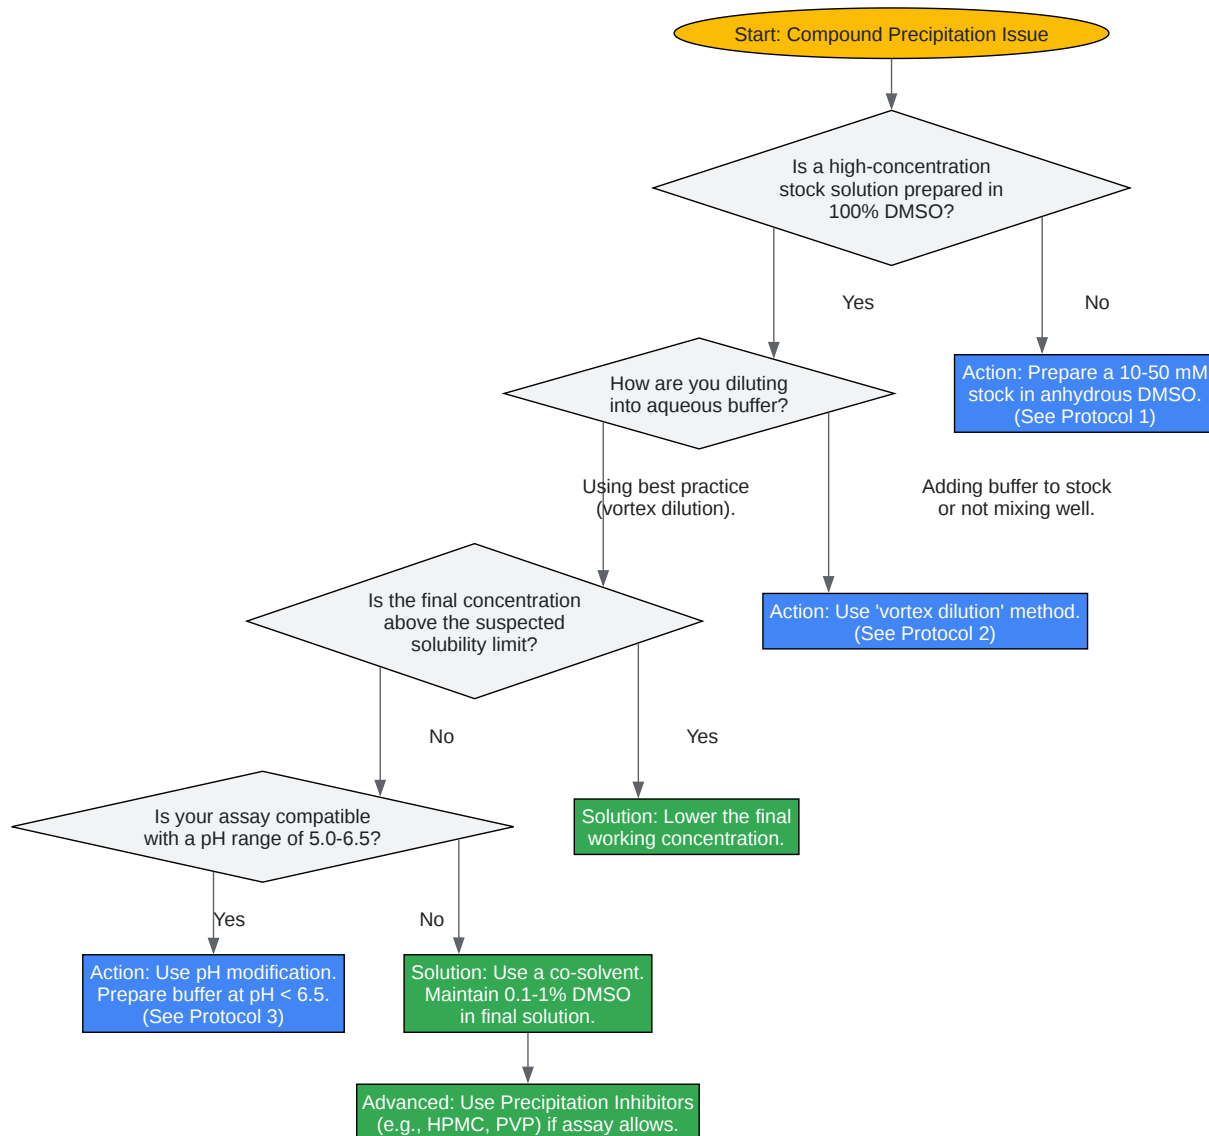 Start: Compound Precipitation Issue
Is a high-concentration
stock solution prepared in
100% DMSO?
Yes
No
How are you diluting
into aqueous buffer?
Action: Prepare a 10-50 mM
stock in anhydrous DMSO.
(See Protocol 1)
Using best practice
(vortex dilution).
Adding buffer to stock
or not mixing well.
Is the final concentration
above the suspected
solubility limit?
Action: Use 'vortex dilution' method.
(See Protocol 2)
No
Yes
Is your assay compatible
with a pH range of 5.0-6.5?
Solution: Lower the final
working concentration.
Yes
No
Action: Use pH modification.
Prepare buffer at pH < 6.5.
(See Protocol 3)
Solution: Use a co-solvent.
Maintain 0.1-1% DMSO
in final solution.
Advanced: Use Precipitation Inhibitors
(e.g., HPMC, PVP) if assay allows.